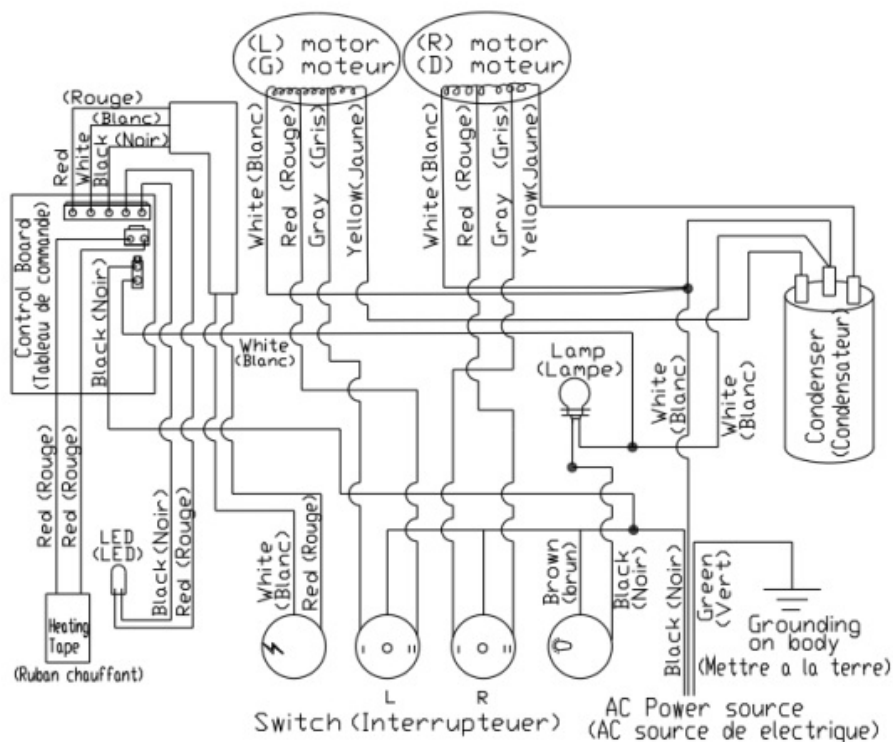 (L) motor
(G) moteur
(R) motor
(D) moteur
(Rouge)
(Blanc)
(Noir)
Red
White
Black
White (Blanc)
Red (Rouge)
Gray (Gris)
Yellow(Jaune)
White (Blanc)
Red (Rouge)
Gray (Gris)
Yellow(Jaune)
Control Board
(Tableau de commande)
Black (Noir)
White
(Blanc)
Lamp
(Lampe)
White
(Blanc)
White
(Blanc)
Condenser
(Condensateur)
Red (Rouge)
Red (Rouge)
LED
(LED)
Black (Noir)
Red (Rouge)
White
(Blanc)
Red (Rouge)
Brown
(brun)
Black
(Noir)
Black (Noir)
Green
(Vert)
Heating
Tape
(Ruban chauffant)
I O II
I O II
L
R
Switch (Interrupteuer)
Grounding
on body
(Mettre a la terre)
AC Power source
(AC source de electrique)